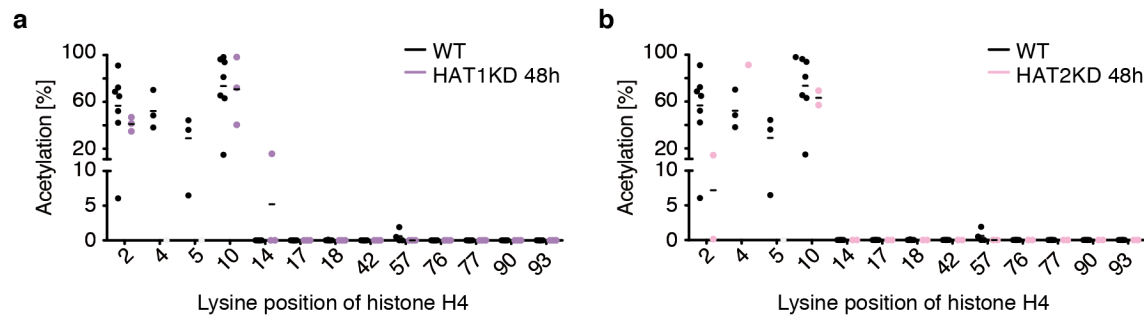 a
WT
HAT1KD 48h
Acetylation [%]
100
60
20
10
5
0
2 4 5 10 14 17 18 42 57 76 77 90 93
Lysine position of histone H4
b
WT
HAT2KD 48h
Acetylation [%]
100
60
20
10
5
0
2 4 5 10 14 17 18 42 57 76 77 90 93
Lysine position of histone H4